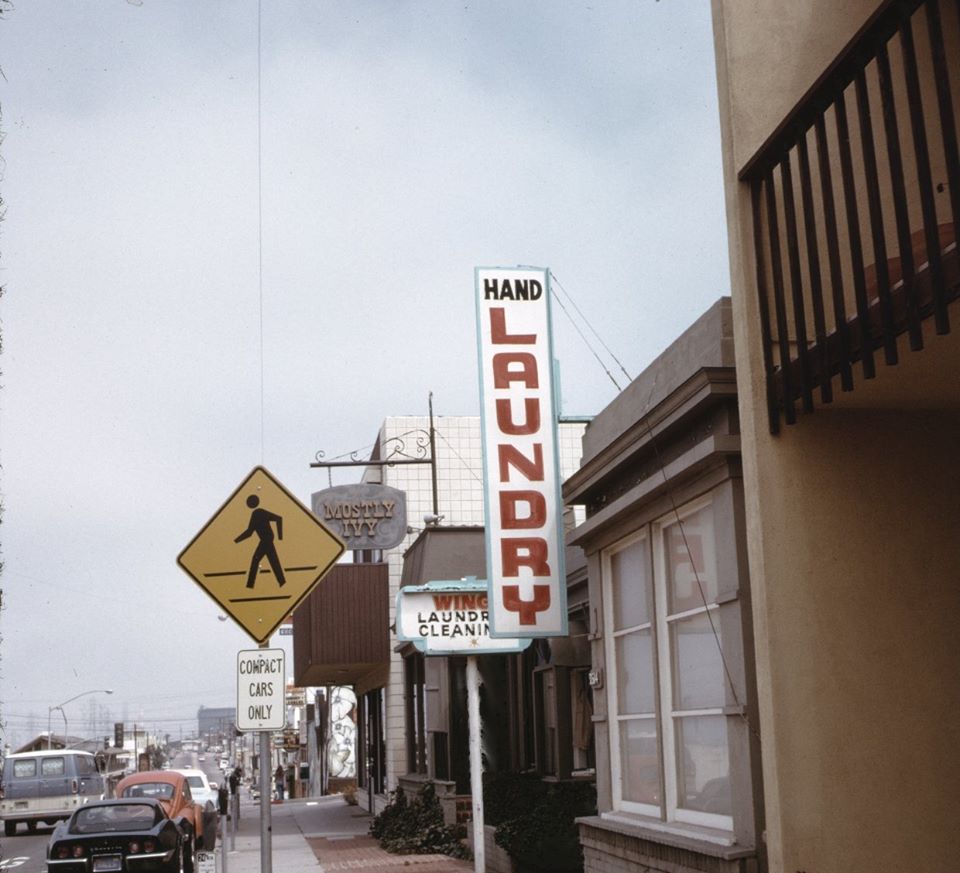 HAND
LAUNDRY
MOSTLY
IVY
WING
LAUNDR
CLEANIN
COMPACT
CARS
ONLY